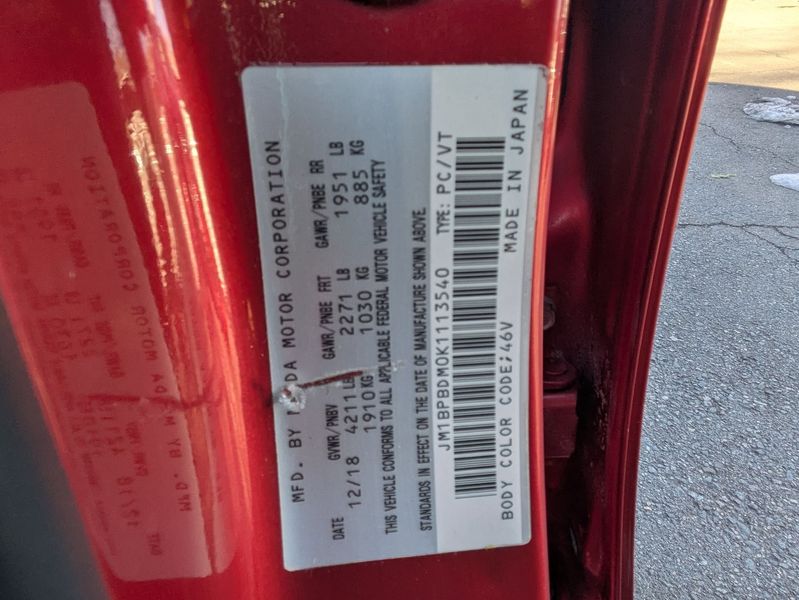 MFD. BY MAZDA MOTOR CORPORATION
DATE GVWR/PNBV GAWR/PNBE FRT GAWR/PNBE RR
12/18 4211 LB 2271 LB 1951 LB
1910 KG 1030 KG 885 KG
THIS VEHICLE CONFORMS TO ALL APPLICABLE FEDERAL MOTOR VEHICLE SAFETY
STANDARDS IN EFFECT ON THE DATE OF MANUFACTURE SHOWN ABOVE.
JM1BPBDM0K1113540 TYPE: PC/VT
BODY COLOR CODE;46V MADE IN JAPAN